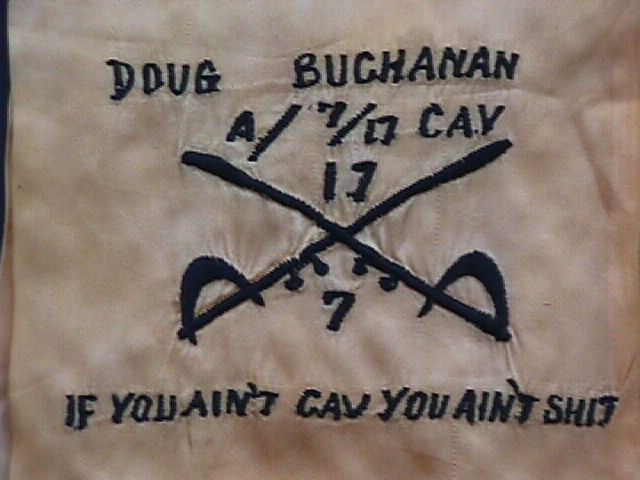 DOUG BUCHANAN
A/ 7/17 CAV
17
7
IF YOU AIN'T CAV YOU AIN'T SHIT